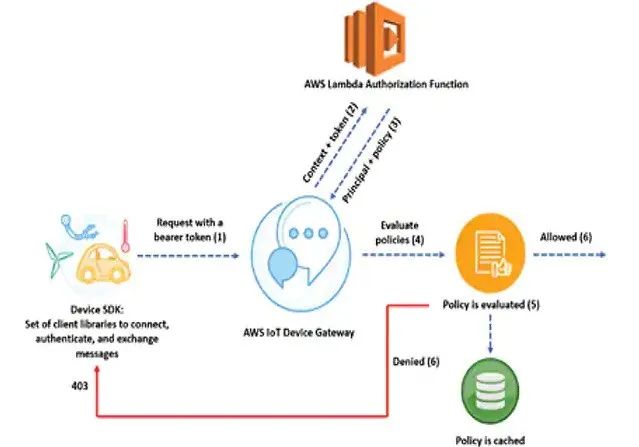 AWS Lambda Authorization Function
Context + token (2)
Principal + policy (3)
Request with a
bearer token (1)
Evaluate
policies (4)
Allowed (6)
Device SDK:
Set of client libraries to connect,
authenticate, and exchange
messages
AWS IoT Device Gateway
Policy is evaluated (5)
403
Denied (6)
Policy is cached